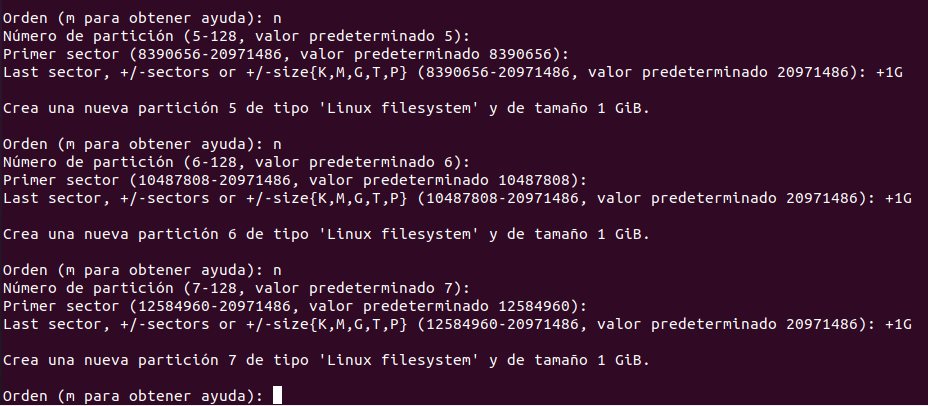 Orden (m para obtener ayuda): n
Número de partición (5-128, valor predeterminado 5):
Primer sector (8390656-20971486, valor predeterminado 8390656):
Last sector, +/-sectors or +/-size{K,M,G,T,P} (8390656-20971486, valor predeterminado 20971486): +1G
Crea una nueva partición 5 de tipo 'Linux filesystem' y de tamaño 1 GiB.
Orden (m para obtener ayuda): n
Número de partición (6-128, valor predeterminado 6):
Primer sector (10487808-20971486, valor predeterminado 10487808):
Last sector, +/-sectors or +/-size{K,M,G,T,P} (10487808-20971486, valor predeterminado 20971486): +1G
Crea una nueva partición 6 de tipo 'Linux filesystem' y de tamaño 1 GiB.
Orden (m para obtener ayuda): n
Número de partición (7-128, valor predeterminado 7):
Primer sector (12584960-20971486, valor predeterminado 12584960):
Last sector, +/-sectors or +/-size{K,M,G,T,P} (12584960-20971486, valor predeterminado 20971486): +1G
Crea una nueva partición 7 de tipo 'Linux filesystem' y de tamaño 1 GiB.
Orden (m para obtener ayuda):